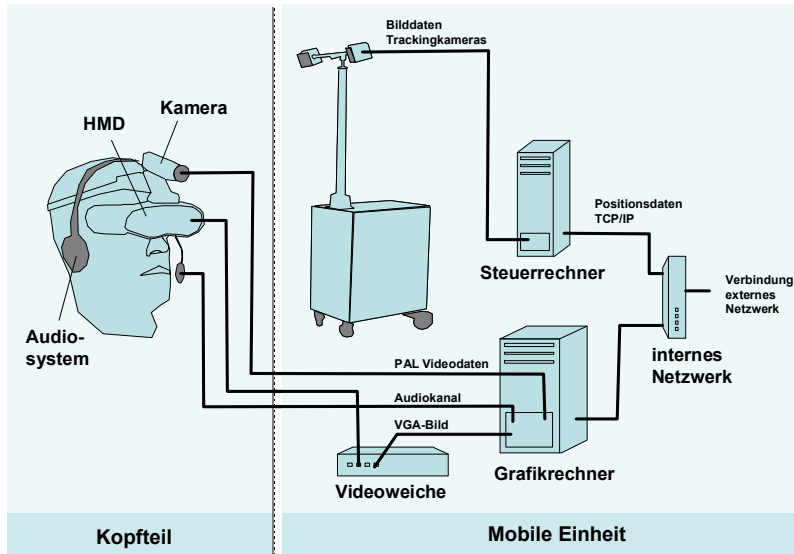 Bilddaten
Trackingkameras
Kamera
HMD
Positionsdaten
TCP/IP
Steuerrechner
Verbindung
externes
Netzwerk
Audio-
system
internes
Netzwerk
PAL Videodaten
Audiokanal
VGA-Bild
Grafikrechner
Videoweiche
Kopfteil
Mobile Einheit